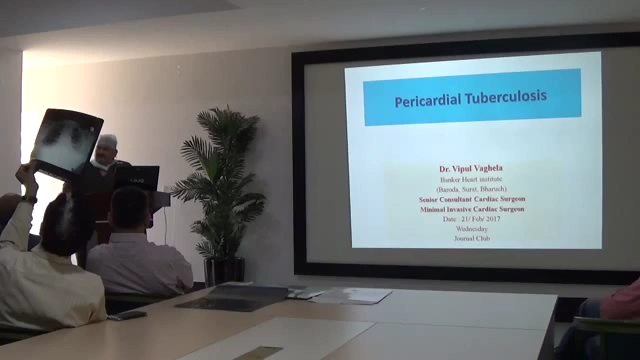 Pericardial Tuberculosis
Dr. Vipul Vaghela
Banker Heart institute
(Baroda, Surat, Bharuch)
Senior Consultant Cardiac Surgeon
Minimal Invasive Cardiac Surgeon
Date 21/ Feb/ 2017
Wednesday
Journal Club